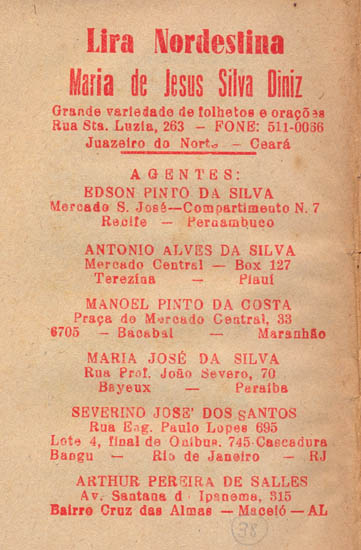 Lira Nordestina
Maria de Jesus Silva Diniz
Grande variedade de folhetos e orações
Rua Sta. Luzia, 263 — FONE: 511-0066
Juazeiro do Norte — Ceará
AGENTES:
EDSON PINTO DA SILVA
Mercado S. José—Compartimento N. 7
Recife — Pernambuco
ANTONIO ALVES DA SILVA
Mercado Central — Box 127
Terezina — Piauí
MANOEL PINTO DA COSTA
Praça do Mercado Central, 33
6705 — Bacabal — Maranhão
MARIA JOSÉ DA SILVA
Rua Prof. João Severo, 70
Bayeux — Paraíba
SEVERINO JOSE' DOS SANTOS
Rua Eng. Paulo Lopes 695
Lote 4, final de Onibus. 745-Cascadura
Bangu — Rio de Janeiro — RJ
ARTHUR PEREIRA DE SALLES
Av. Santana d Ipanema, 315
Bairro Cruz das Almas — Maceió — AL
38